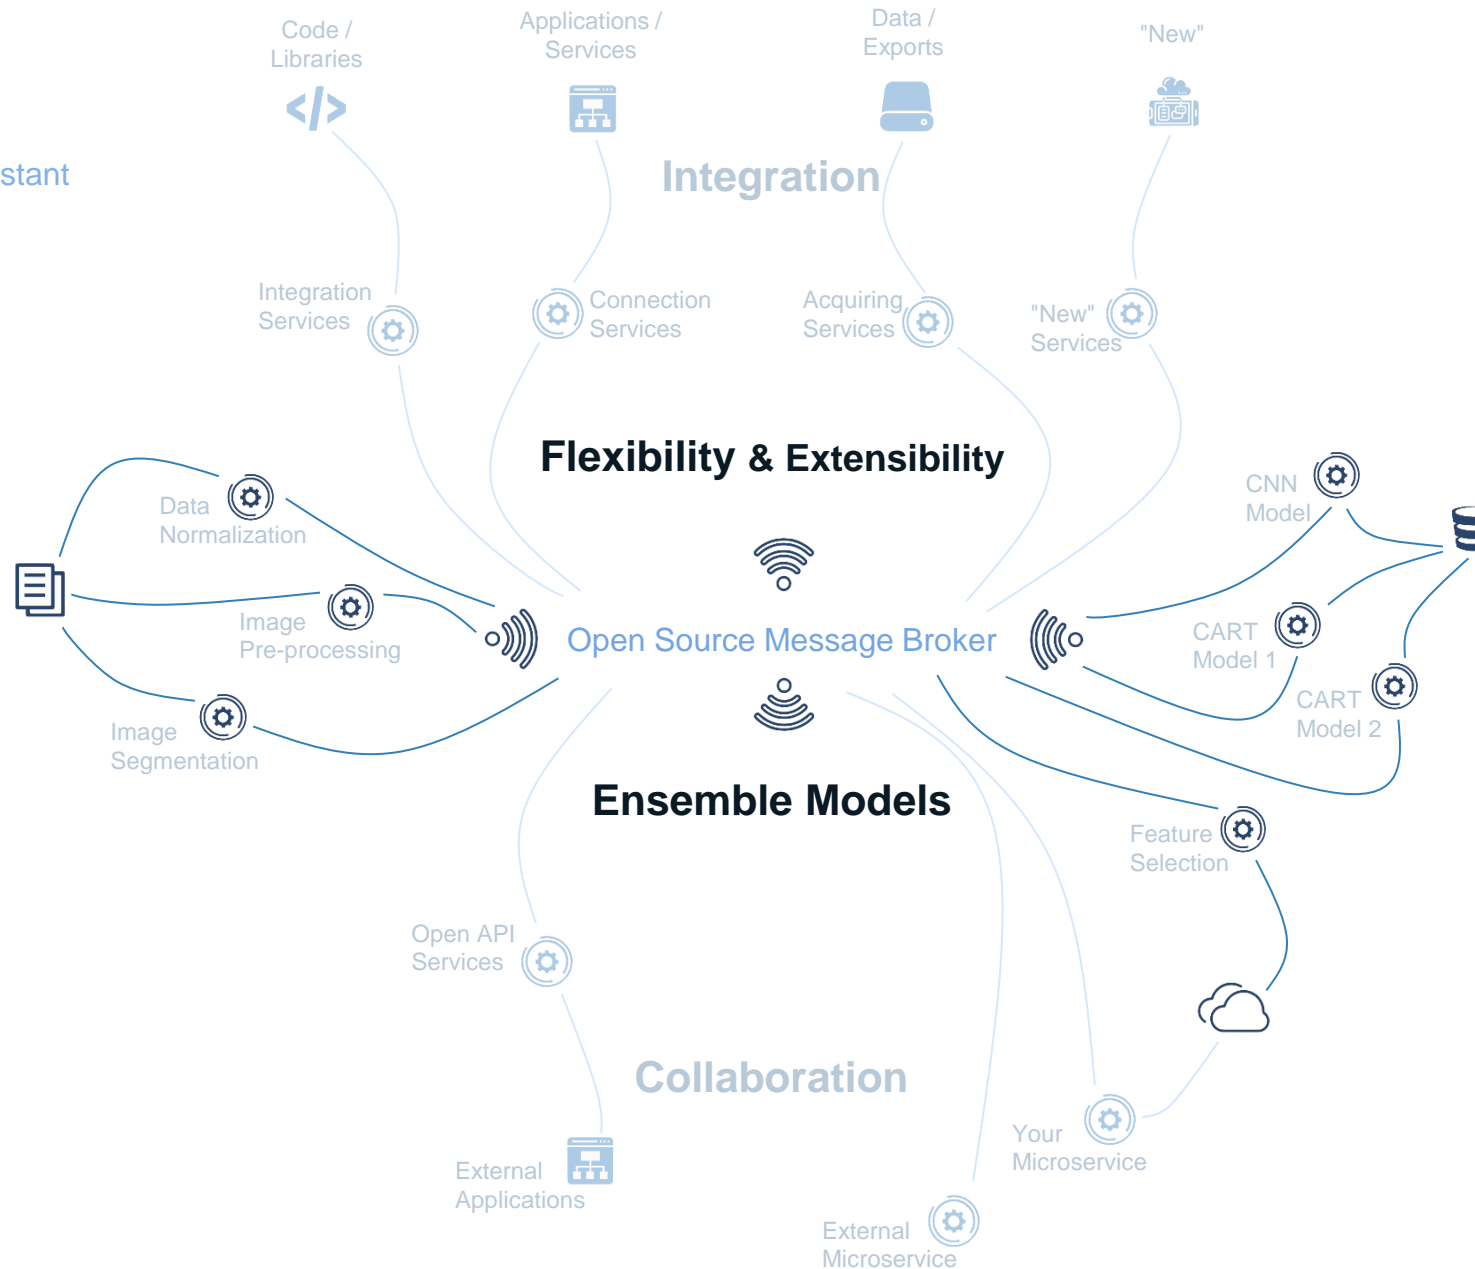 Code /
Libraries
Applications /
Services
Data /
Exports
"New"
stant
Integration
Integration
Services
Connection
Services
Acquiring
Services
"New"
Services
Flexibility & Extensibility
Data
Normalization
CNN
Model
Image
Pre-processing
Open Source Message Broker
CART
Model 1
CART
Model 2
Image
Segmentation
Ensemble Models
Feature
Selection
Open API
Services
Collaboration
Your
Microservice
External
Applications
External
Microservice